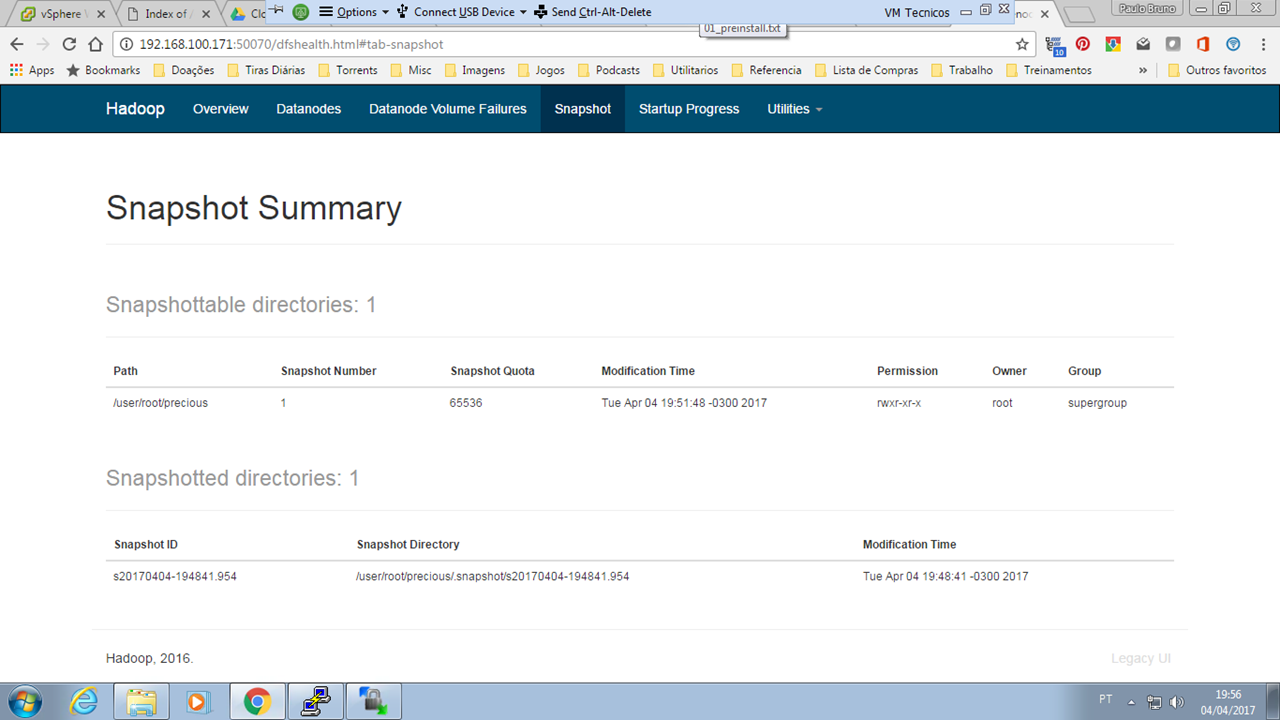 vSphere
Index of
Options
Connect USB Device
Send Ctrl-Alt-Delete
VM Tecnicos
Paulo Bruno
01_preinstall.txt
192.168.100.171:50070/dfshealth.html#tab-snapshot
10
Apps Bookmarks Doações Tiras Diárias Torrents Misc Imagens Jogos Podcasts Utilitarios Referencia Lista de Compras Trabalho Treinamentos » Outros favoritos
Hadoop Overview Datanodes Datanode Volume Failures Snapshot Startup Progress Utilities
Snapshot Summary
Snapshottable directories: 1
Path Snapshot Number Snapshot Quota Modification Time Permission Owner Group
/user/root/precious 1 65536 Tue Apr 04 19:51:48 -0300 2017 rwxr-xr-x root supergroup
Snapshotted directories: 1
Snapshot ID Snapshot Directory Modification Time
s20170404-194841.954 /user/root/precious/.snapshot/s20170404-194841.954 Tue Apr 04 19:48:41 -0300 2017
Hadoop, 2016. Legacy UI
PT 19:56
04/04/2017